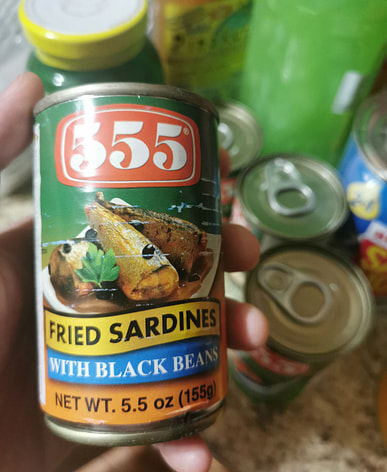 555®
FRIED SARDINES
WITH BLACK BEANS
NET WT. 5.5 oz (155g)